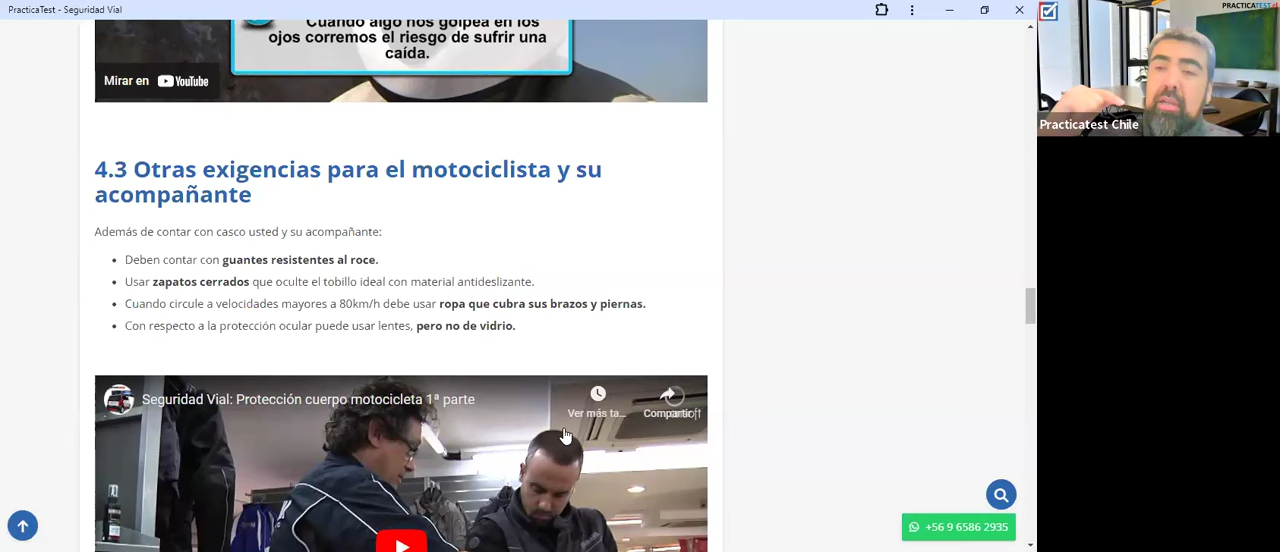 PracticaTest - Seguridad Vial
PRACTICATEST.cl
Cuando algo nos golpea en los
ojos corremos el riesgo de sufrir una
caída.
Mirar en YouTube
Practicatest Chile
4.3 Otras exigencias para el motociclista y su
acompañante
Además de contar con casco usted y su acompañante:
• Deben contar con guantes resistentes al roce.
• Usar zapatos cerrados que oculte el tobillo ideal con material antideslizante.
• Cuando circule a velocidades mayores a 80km/h debe usar ropa que cubra sus brazos y piernas.
• Con respecto a la protección ocular puede usar lentes, pero no de vidrio.
Seguridad Vial: Protección cuerpo motocicleta 1ª parte
Ver más ta...
Compartir
+56 9 6586 2935